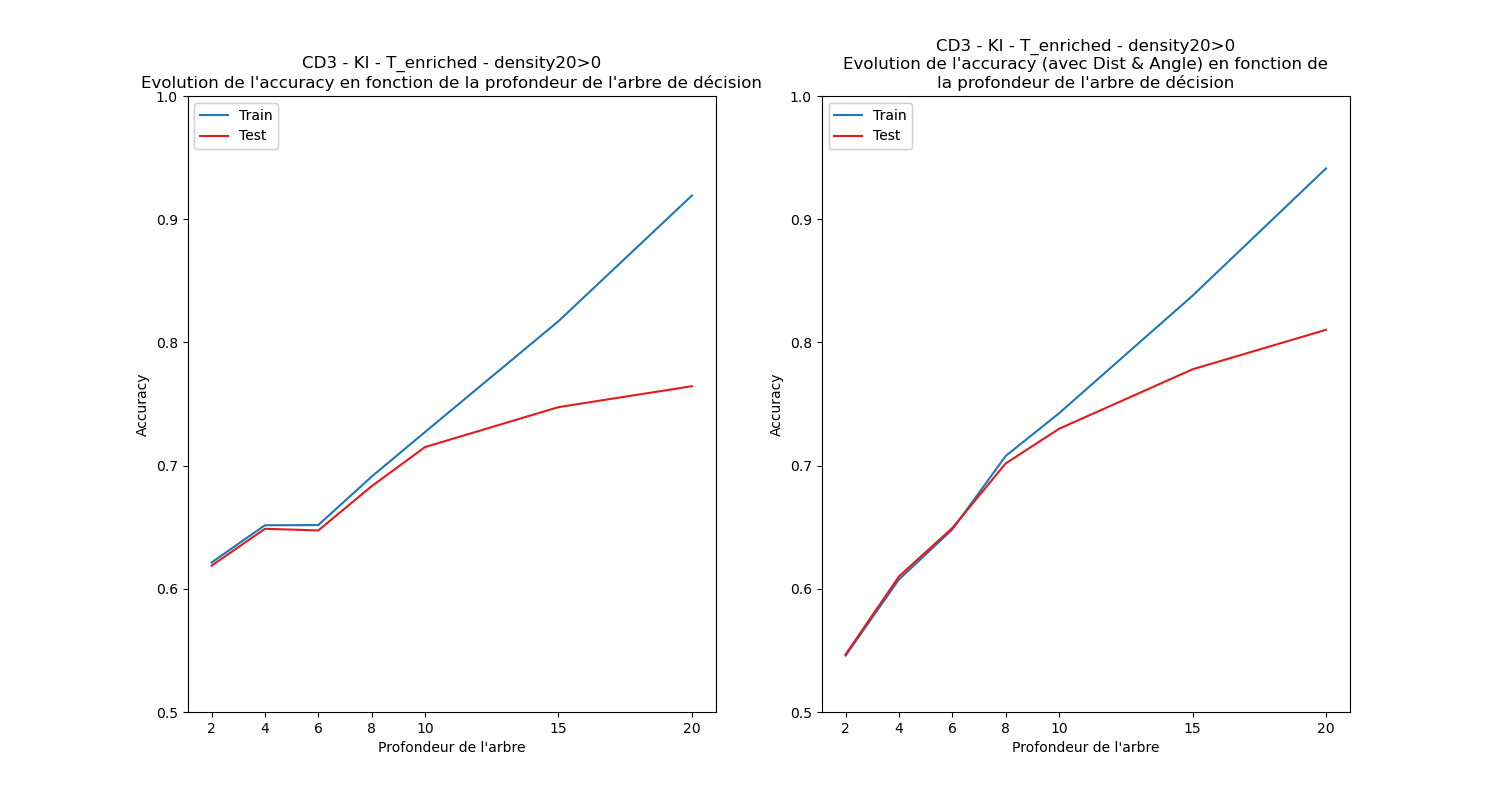 CD3 - KI - T_enriched - density20>0
Evolution de l'accuracy en fonction de la profondeur de l'arbre de décision
Train
Test
1.0
0.9
0.8
0.7
0.6
0.5
Accuracy
2 4 6 8 10 15 20
Profondeur de l'arbre
CD3 - KI - T_enriched - density20>0
Evolution de l'accuracy (avec Dist & Angle) en fonction de
la profondeur de l'arbre de décision
Train
Test
1.0
0.9
0.8
0.7
0.6
0.5
Accuracy
2 4 6 8 10 15 20
Profondeur de l'arbre